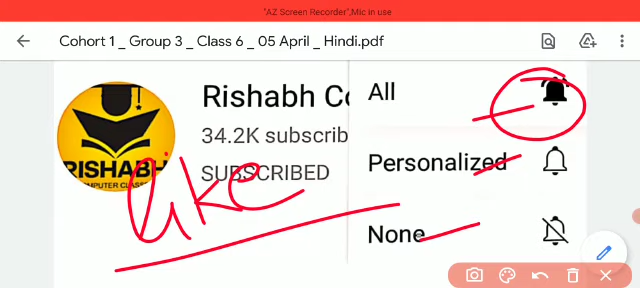 "AZ Screen Recorder",Mic in use
Cohort 1 _ Group 3 _ Class 6 _ 05 April _ Hindi.pdf
Rishabh Co
All
34.2K subscrib
SUBSCRIBED
Personalized
None
RISHABH
COMPUTER CLASS
like